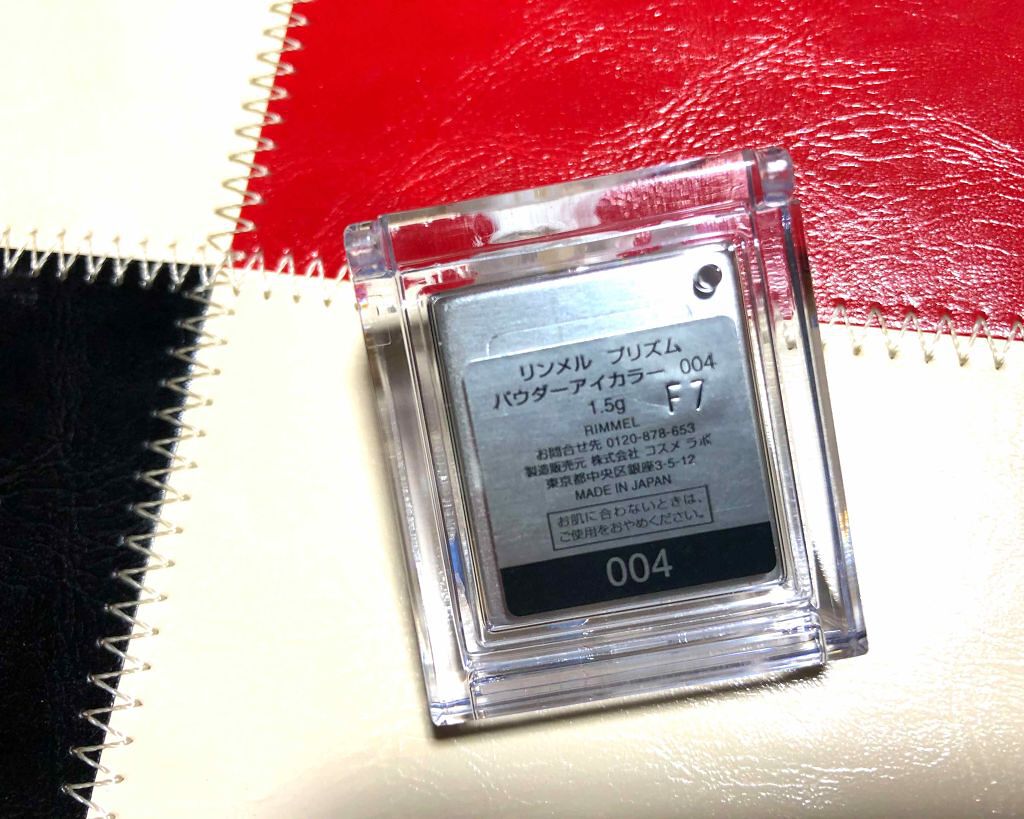 リンメル プリズム
パウダーアイカラー 004
1.5g F7
RIMMEL
お問合せ先 0120-878-653
製造販売元 株式会社 コスメ ラボ
東京都中央区銀座3-5-12
MADE IN JAPAN
お肌に合わないときは、
ご使用をおやめください。
004